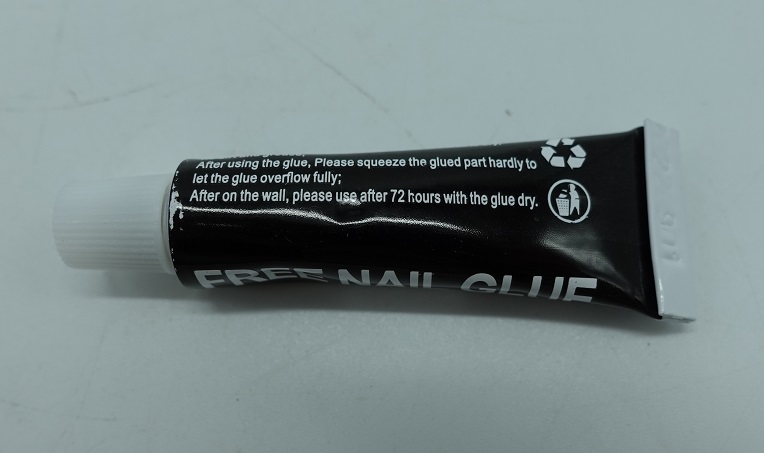 After using the glue, Please squeeze the glued part hardly to
let the glue overflow fully;
After on the wall, please use after 72 hours with the glue dry.
FREE NAIL GLUE